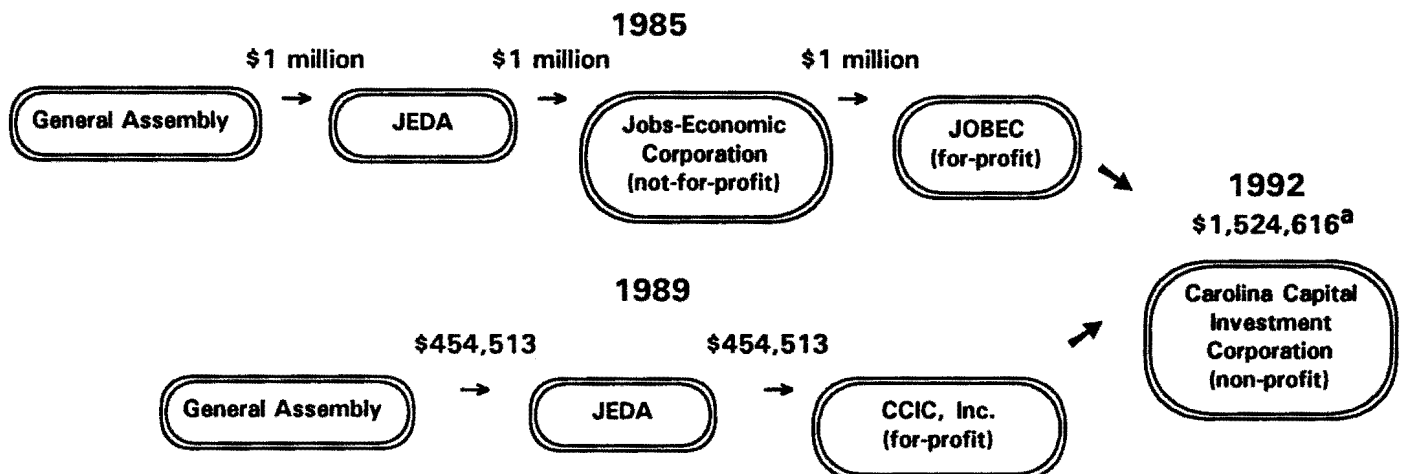 1985
$1 million $1 million $1 million
General Assembly
JEDA
Jobs-Economic
Corporation
(not-for-profit)
JOBEC
(for-profit)
1992
$1,524,616a
Carolina Capital
Investment
Corporation
(non-profit)
1989
$454,513 $454,513
General Assembly
JEDA
CCIC, Inc.
(for-profit)